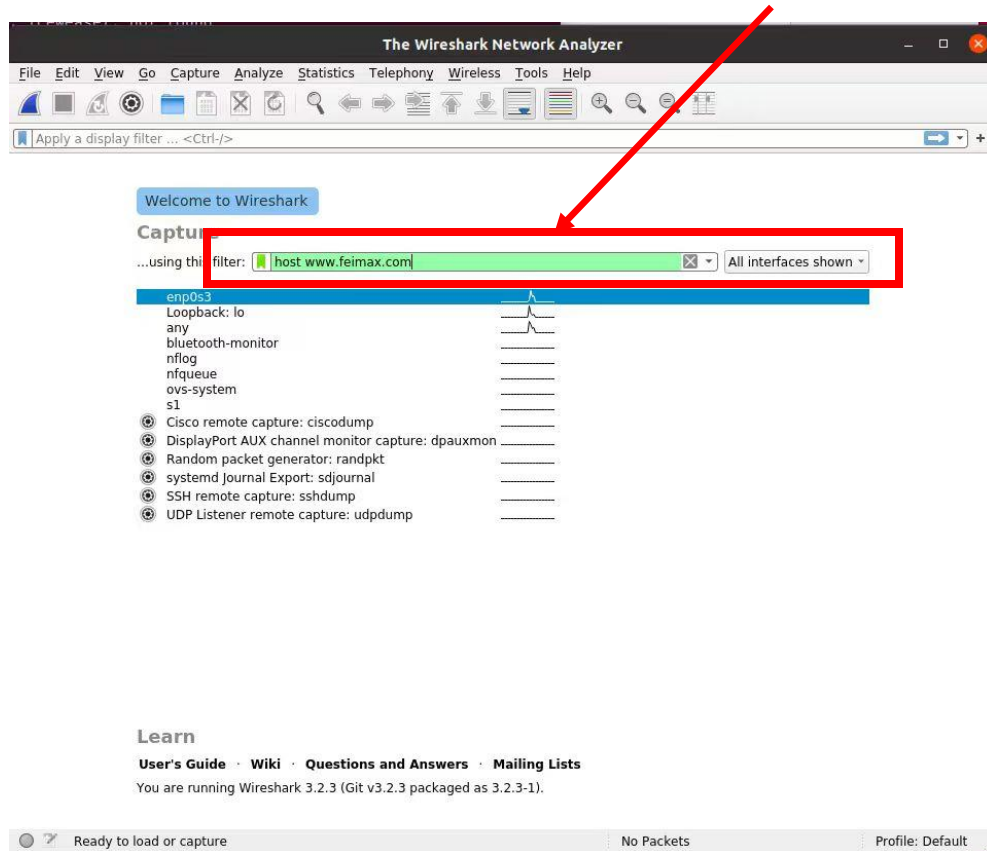 The Wireshark Network Analyzer
File Edit View Go Capture Analyze Statistics Telephony Wireless Tools Help
Apply a display filter ... <Ctrl-/>
+
Welcome to Wireshark
Capture
...using this filter: host www.feimax.com All interfaces shown
enp0s3
Loopback: lo
any
bluetooth-monitor
nflog
nfqueue
ovs-system
s1
Cisco remote capture: ciscodump
DisplayPort AUX channel monitor capture: dpauxmon
Random packet generator: randpkt
systemd Journal Export: sdjournal
SSH remote capture: sshdump
UDP Listener remote capture: udpdump
Learn
User's Guide · Wiki · Questions and Answers · Mailing Lists
You are running Wireshark 3.2.3 (Git v3.2.3 packaged as 3.2.3-1).
Ready to load or capture No Packets Profile: Default